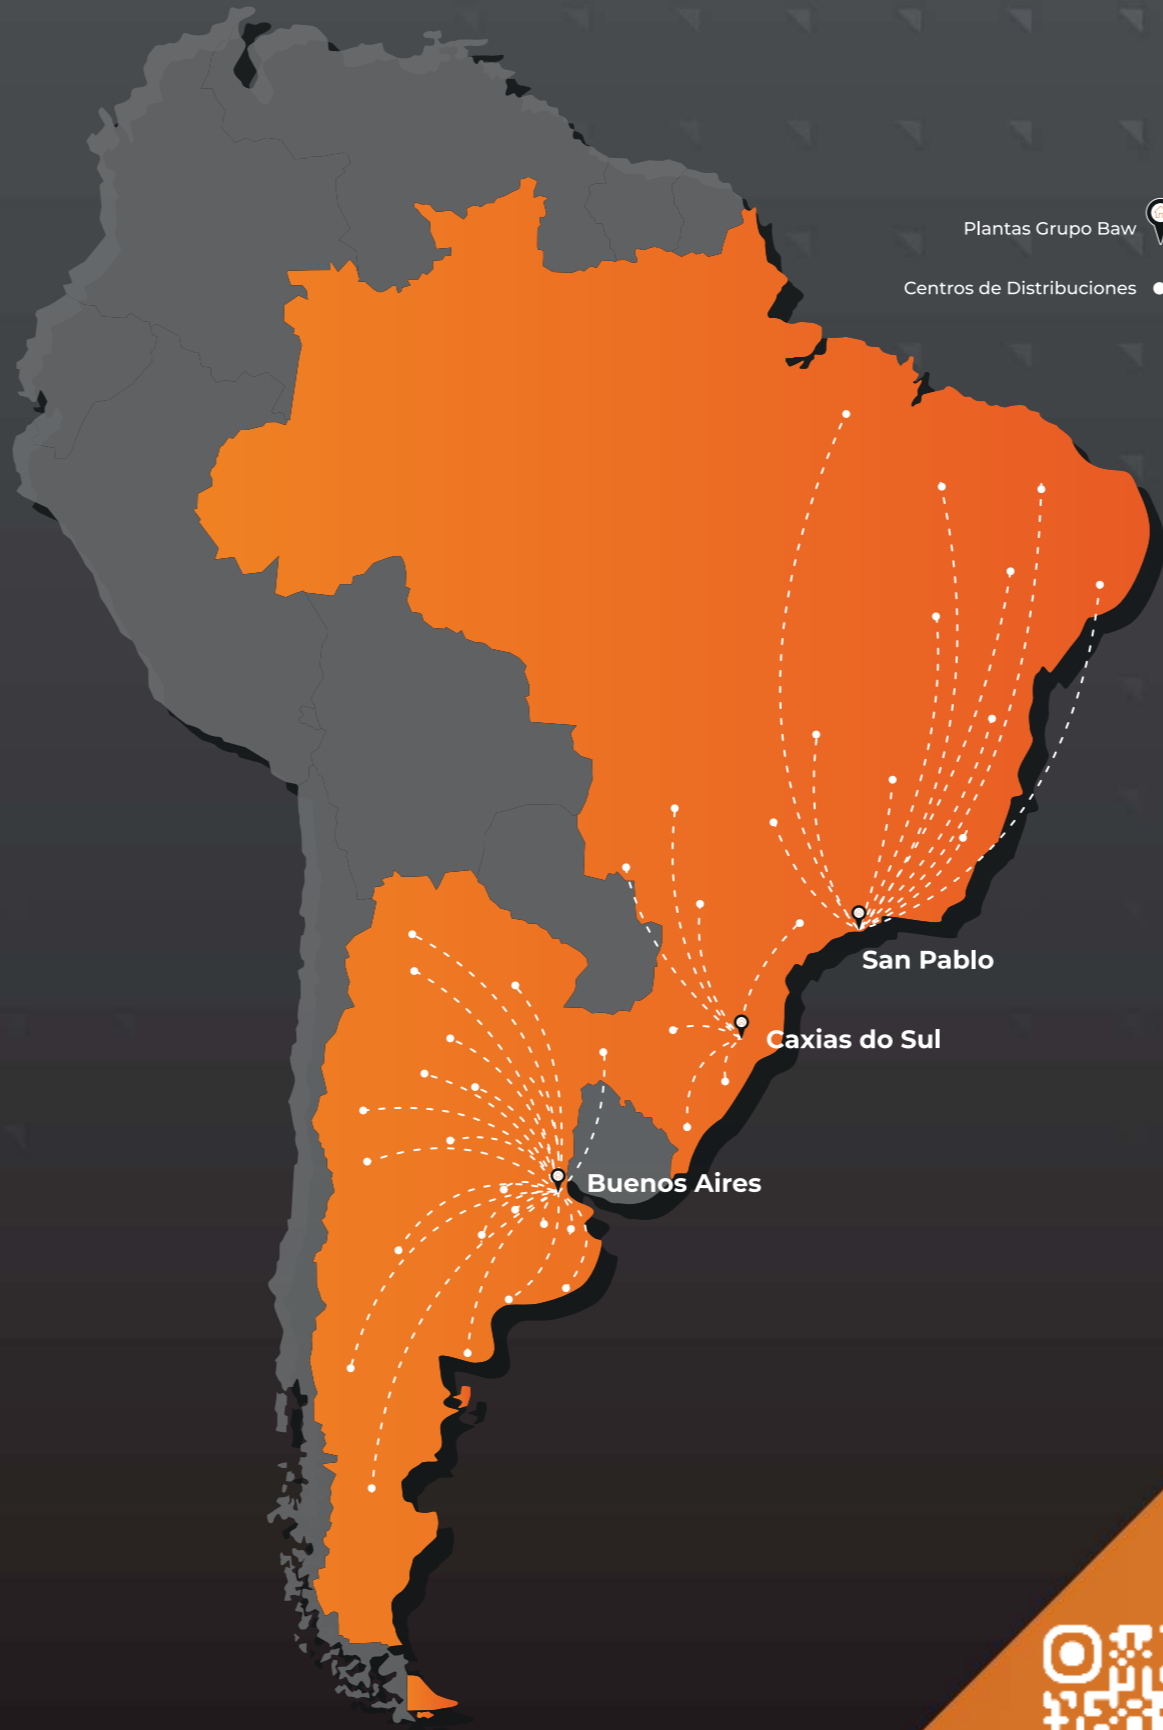 Plantas Grupo Baw
Centros de Distribuciones
San Pablo
Caxias do Sul
Buenos Aires